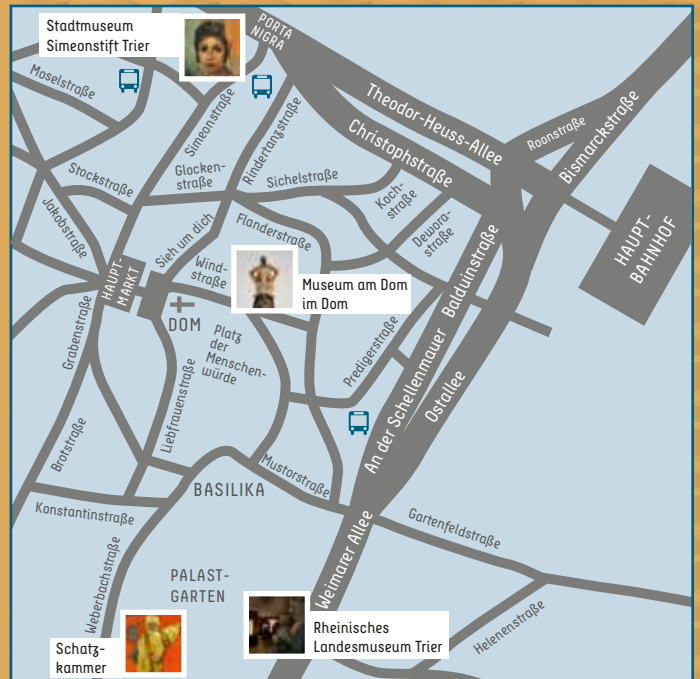 Stadtmuseum
Simeonstift Trier
PORTA
NIGRA
Moselstraße
Simeonstraße
Rindertanzstraße
Theodor-Heuss-Allee
Christophstraße
Roonstraße
Bismarckstraße
Stockstraße
Glocken-
straße
Sichelstraße
Koch-
straße
Dewora-
straße
HAUPT-
BAHNHOF
Jakobstraße
Sieh um dich
Flanderstraße
Balduinstraße
HAUPT-
MARKT
Wind-
straße
Museum am Dom
im Dom
DOM
Platz
der
Menschen-
würde
Grabenstraße
Liebfrauenstraße
Predigerstraße
An der Schellenmauer
Ostallee
Brotstraße
Mustorstraße
BASILIKA
Konstantinstraße
Gartenfeldstraße
Weimarer Allee
Weberbachstraße
PALAST-
GARTEN
Helenenstraße
Rheinisches
Landesmuseum Trier
Schatz-
kammer